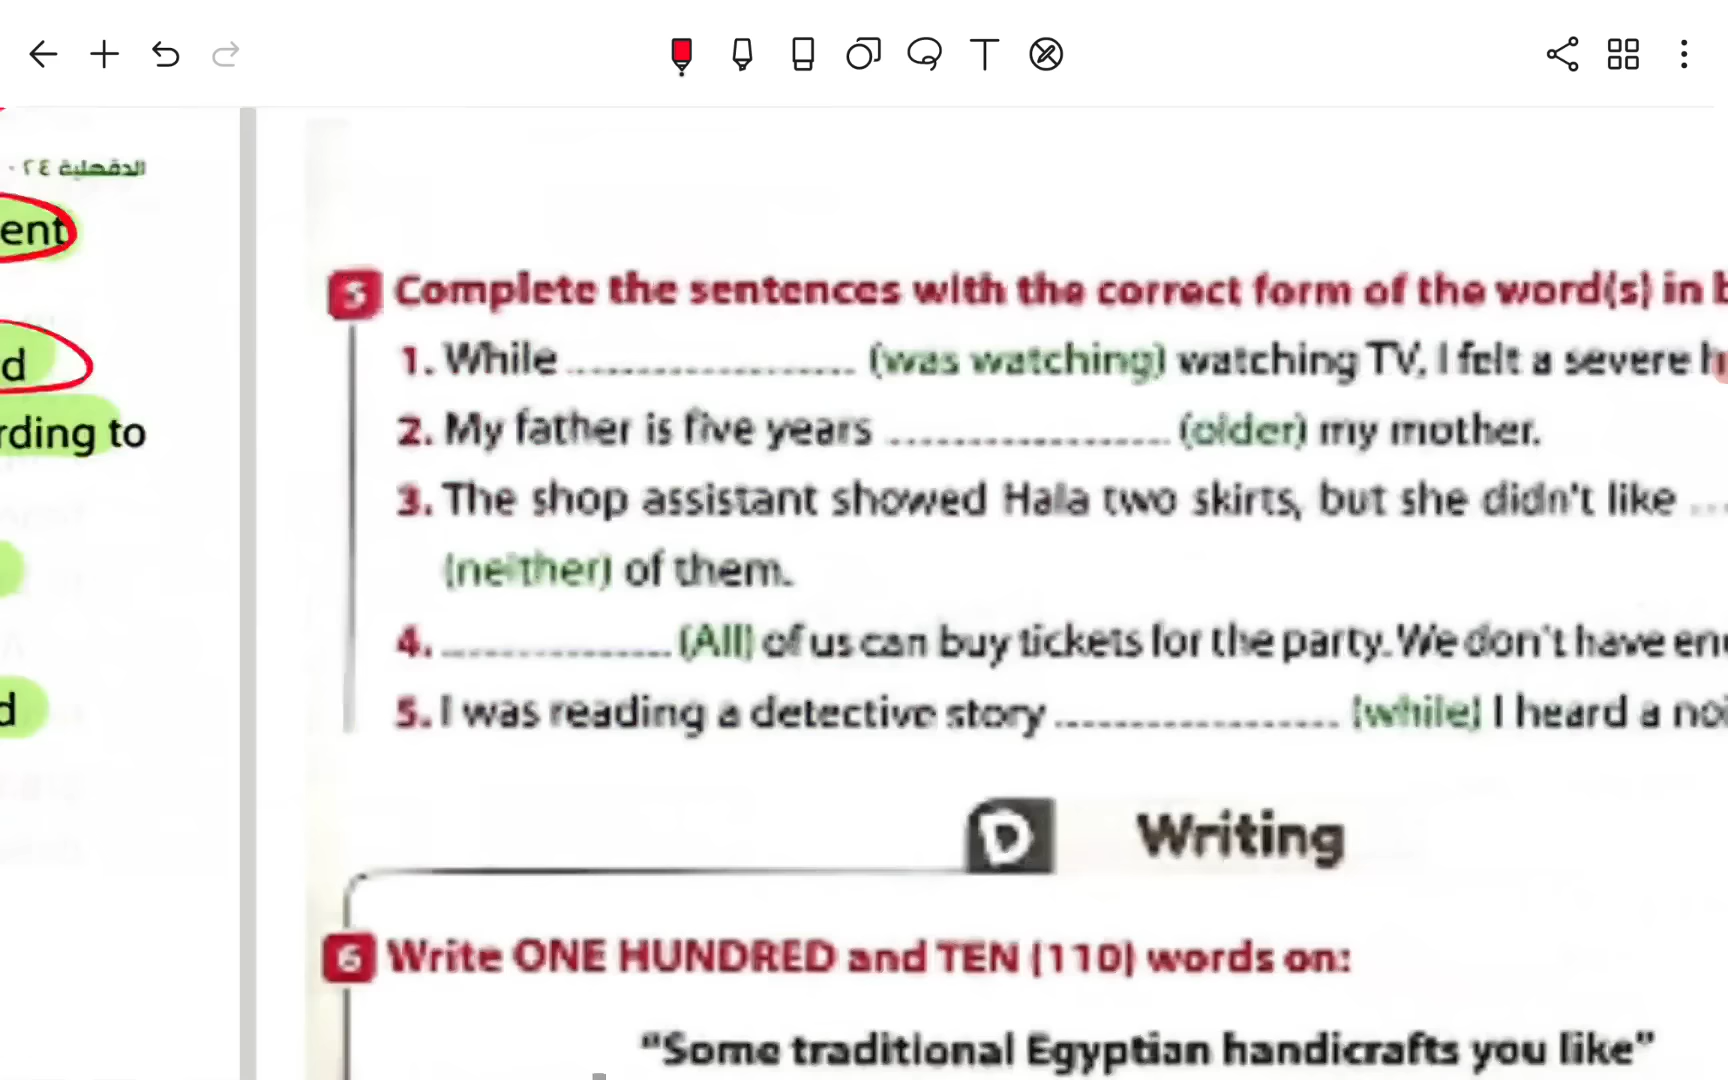 الدقهلية ٢٤
ent
d
rding to
d
5 Complete the sentences with the correct form of the word(s) in b
1. While .................... (was watching) watching TV, I felt a severe h
2. My father is five years .................... (older) my mother.
3. The shop assistant showed Hala two skirts, but she didn't like ...
(neither) of them.
4. .................... (All) of us can buy tickets for the party. We don't have en
5. I was reading a detective story .................... (while) I heard a noi
D Writing
6 Write ONE HUNDRED and TEN (110) words on:
"Some traditional Egyptian handicrafts you like"